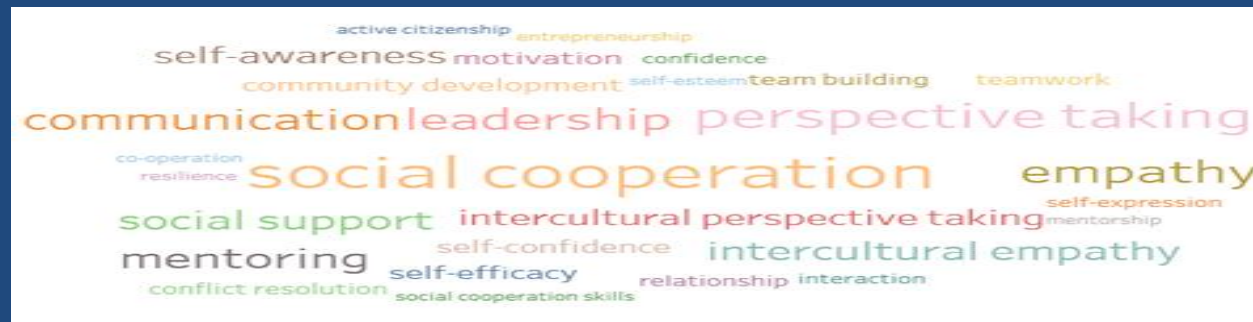 active citizenship entrepreneurship
self-awareness motivation confidence
community development self-esteem team building teamwork
communication leadership perspective taking
co-operation
resilience social cooperation empathy
self-expression
social support intercultural perspective taking mentorship
mentoring self-confidence intercultural empathy
self-efficacy relationship interaction
conflict resolution social cooperation skills